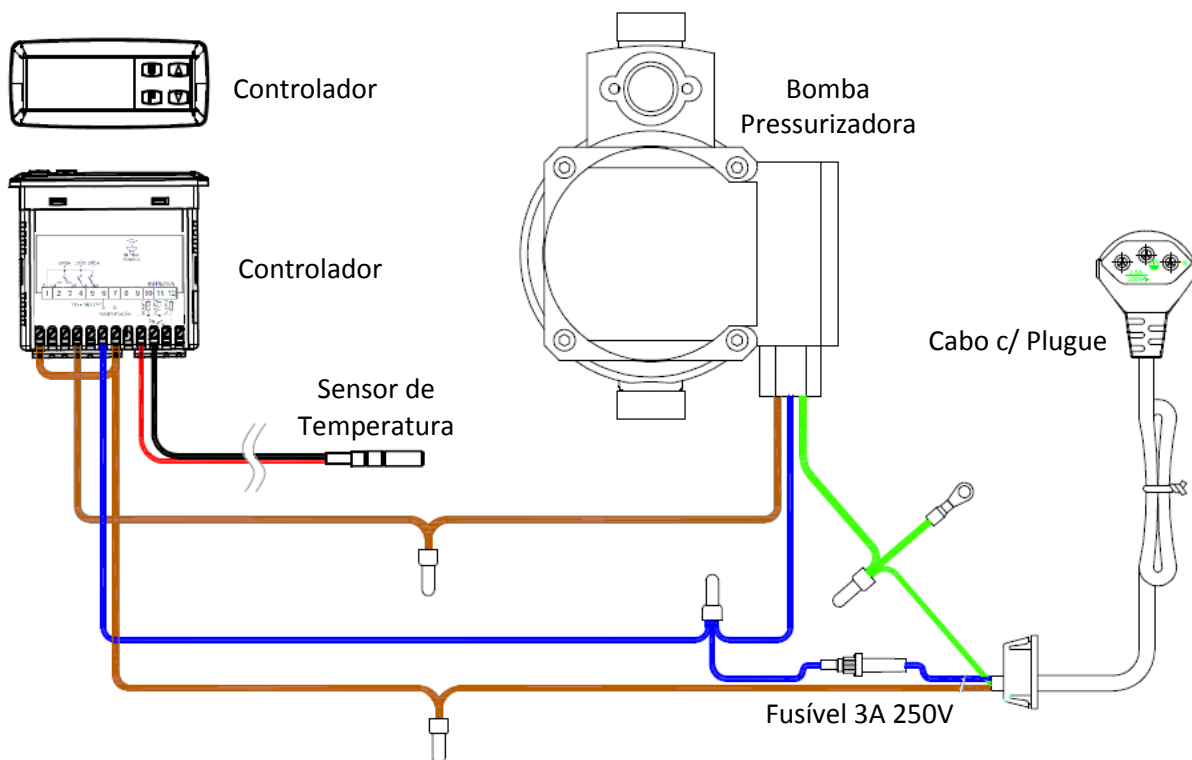 Controlador
Bomba
Pressurizadora
Controlador
1 2 3 4 5 6 7 8 9 10 11 12
Cabo c/ Plugue
Sensor de
Temperatura
Fusível 3A 250V